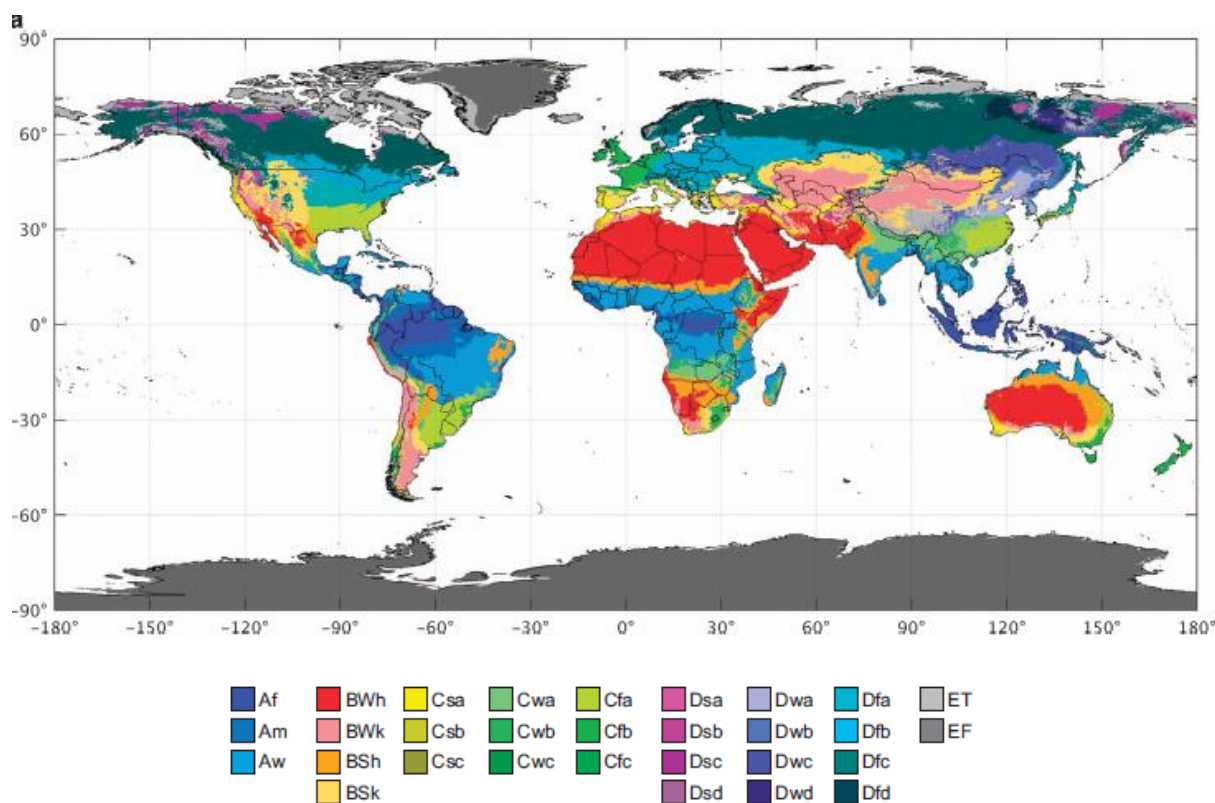 a
90°
60°
30°
0°
−30°
−60°
−90°
−180° −150° −120° −90° −60° −30° 0° 30° 60° 90° 120° 150° 180°
Af BWh Csa Cwa Cfa Dsa Dwa Dfa ET
Am BWk Csb Cwb Cfb Dsb Dwb Dfb EF
Aw BSh Csc Cwc Cfc Dsc Dwc Dfc
BSk Dsd Dwd Dfd